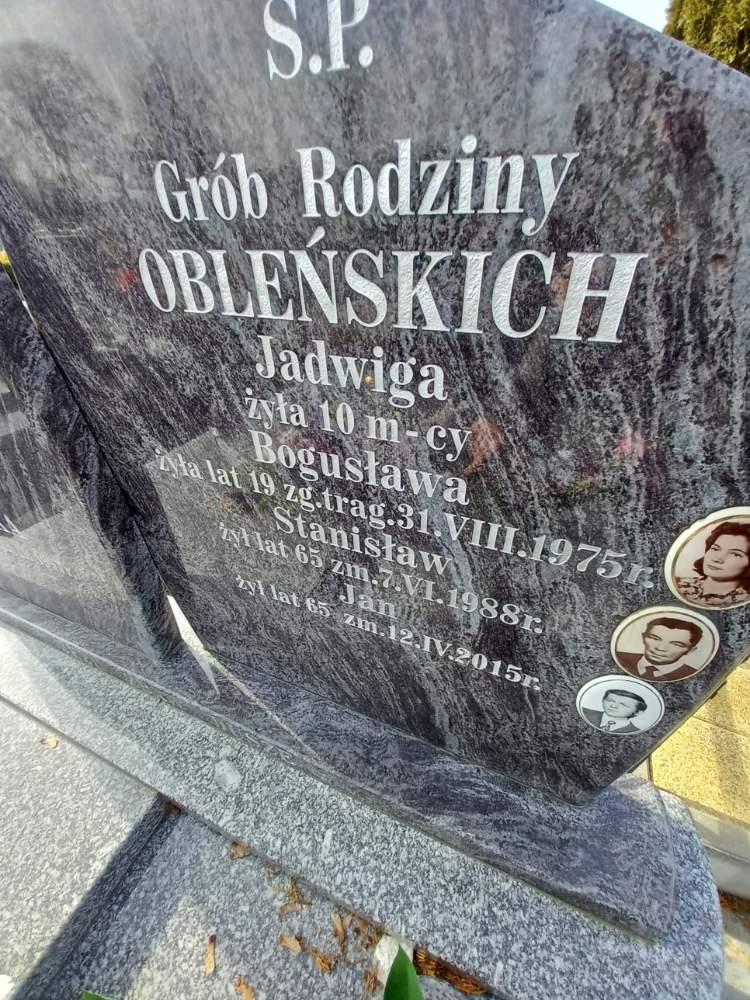 Ś.P.
Grób Rodziny
OBLEŃSKICH
Jadwiga
żyła 10 m-cy
Bogusława
żyła lat 19 zg.trag.31.VIII.1975r.
Stanisław
żył lat 65 zm.7.VI.1988r.
Jan
żył lat 65 zm.12.IV.2015r.